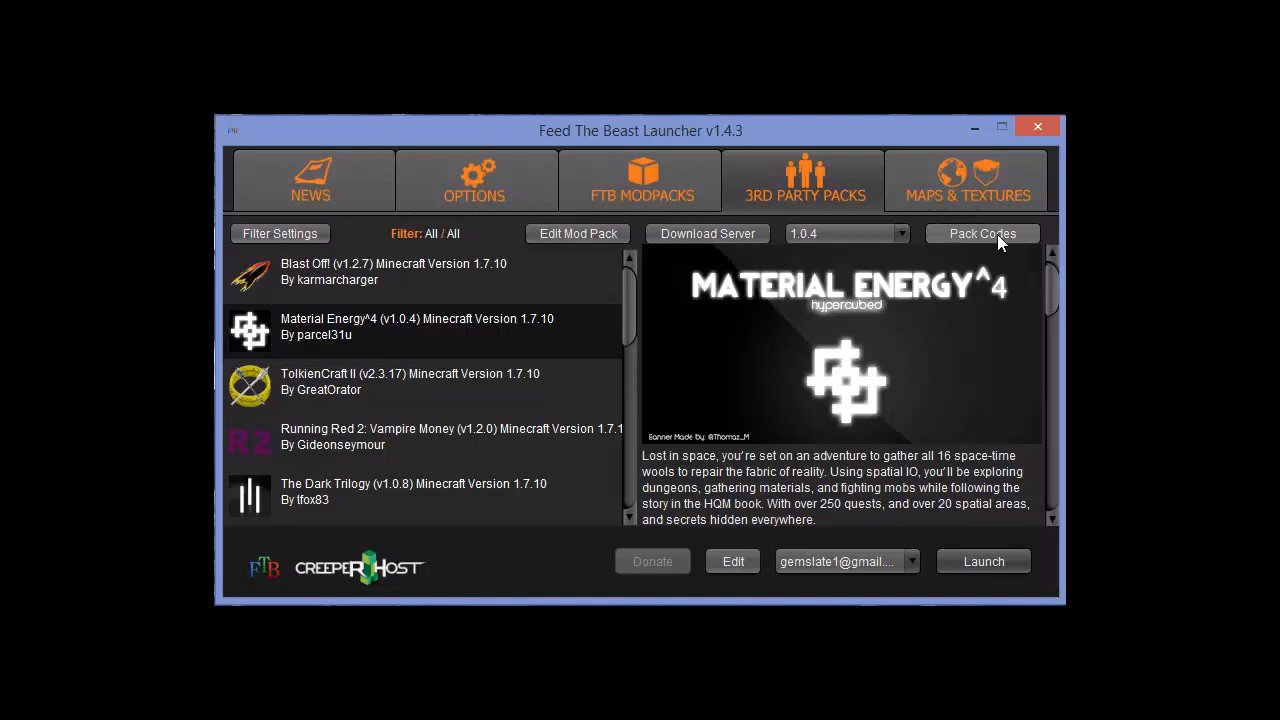 Feed The Beast Launcher v1.4.3
NEWS
OPTIONS
FTB MODPACKS
3RD PARTY PACKS
MAPS & TEXTURES
Filter Settings
Filter: All / All
Edit Mod Pack
Download Server
1.0.4
Pack Codes
Blast Off! (v1.2.7) Minecraft Version 1.7.10
By karmarcharger
Material Energy^4 (v1.0.4) Minecraft Version 1.7.10
By parcel31u
TolkienCraft II (v2.3.17) Minecraft Version 1.7.10
By GreatOrator
R2
Running Red 2: Vampire Money (v1.2.0) Minecraft Version 1.7.1
By Gideonseymour
The Dark Trilogy (v1.0.8) Minecraft Version 1.7.10
By tfox83
MATERIAL ENERGY^4
hypercubed
Banner Made by: @Thomaz_M
Lost in space, you're set on an adventure to gather all 16 space-time
wools to repair the fabric of reality. Using spatial IO, you'll be exploring
dungeons, gathering materials, and fighting mobs while following the
story in the HQM book. With over 250 quests, and over 20 spatial areas,
and secrets hidden everywhere.
FTB
CREEPERHOST
Donate
Edit
gemslate1@gmail....
Launch